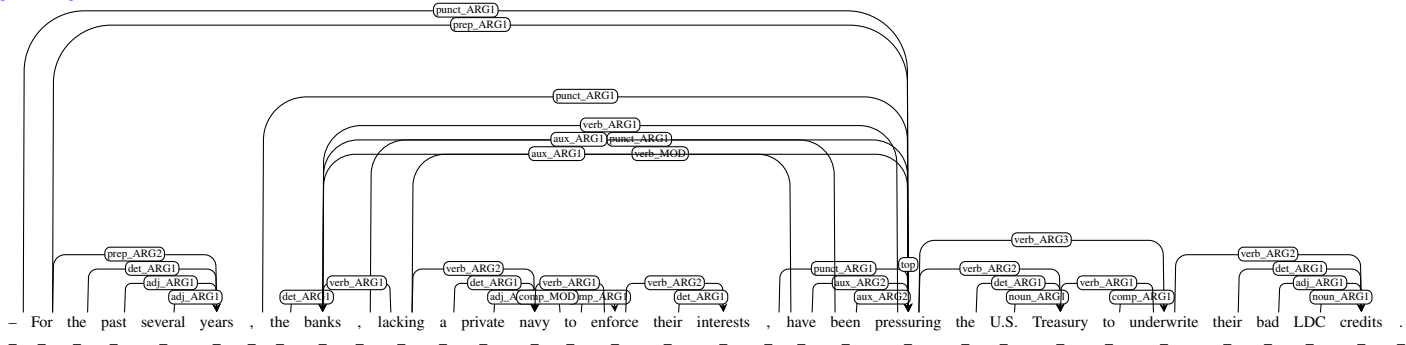 punct_ARG1
prep_ARG1
punct_ARG1
verb_ARG1
aux_ARG1 punct_ARG1
aux_ARG1 verb_MOD
verb_ARG3
prep_ARG2 verb_ARG2
top
det_ARG1 verb_ARG2 punct_ARG1 verb_ARG2 det_ARG1
adj_ARG1 verb_ARG1 det_ARG1 verb_ARG1 verb_ARG2 aux_ARG2 det_ARG1 verb_ARG1 adj_ARG1
adj_ARG1 det_ARG1 adj_A comp_MOD mp_ARG1 det_ARG1 aux_ARG2 noun_ARG1 comp_ARG1 noun_ARG1
– For the past several years , the banks , lacking a private navy to enforce their interests , have been pressuring the U.S. Treasury to underwrite their bad LDC credits .
_ _ _ _ _ _ _ _ _ _ _ _ _ _ _ _ _ _ _ _ _ _ _ _ _ _ _ _ _ _ _ _